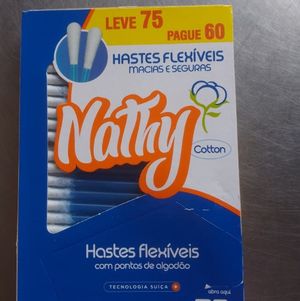 LEVE 75
PAGUE 60
HASTES FLEXÍVEIS
MACIAS E SEGURAS
Nathy
Cotton
Hastes flexíveis
com pontas de algodão
TECNOLOGIA SUÍÇA
abra aqui